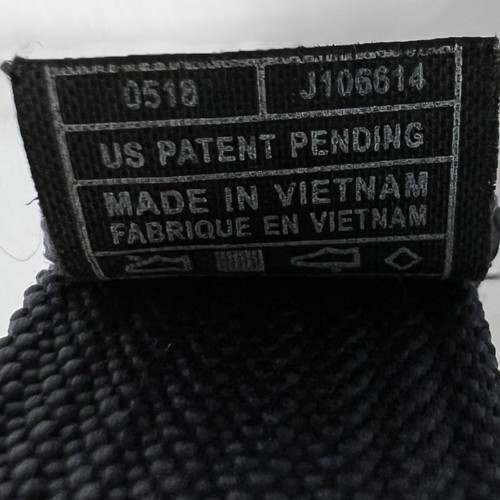 0518 J106614
US PATENT PENDING
MADE IN VIETNAM
FABRIQUE EN VIETNAM